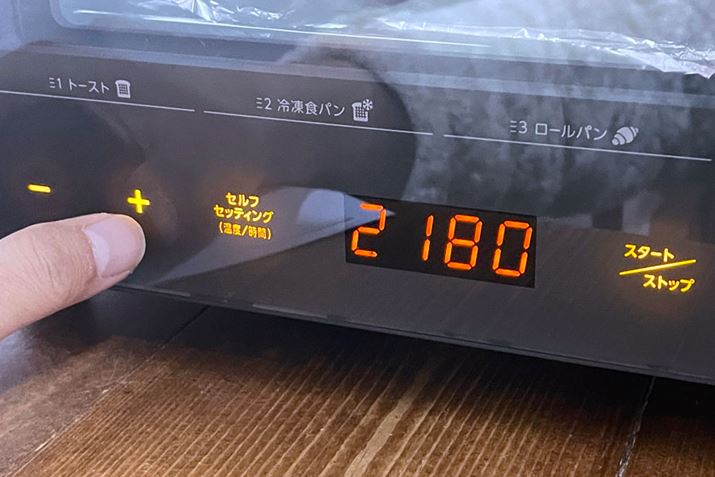 Ξ1 トースト
Ξ2 冷凍食パン
Ξ3 ロールパン
− +
セルフ
セッティング
(温度/時間)
2180
スタート
ストップ